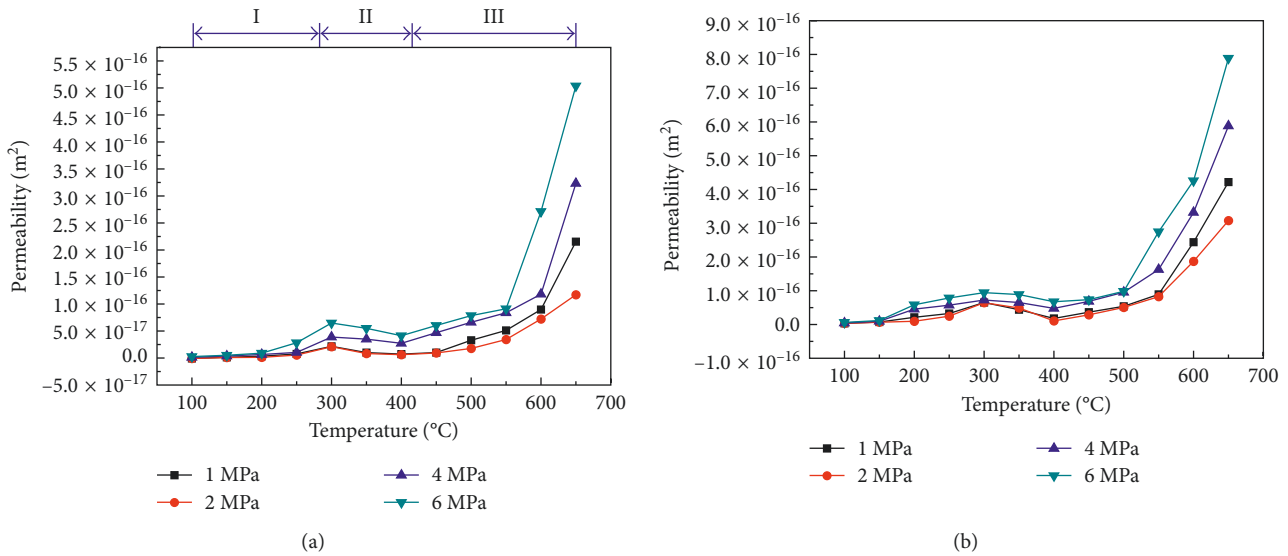 I II III
Permeability (m²)
5.5 × 10⁻¹⁶
5.0 × 10⁻¹⁶
4.5 × 10⁻¹⁶
4.0 × 10⁻¹⁶
3.5 × 10⁻¹⁶
3.0 × 10⁻¹⁶
2.5 × 10⁻¹⁶
2.0 × 10⁻¹⁶
1.5 × 10⁻¹⁶
1.0 × 10⁻¹⁶
5.0 × 10⁻¹⁷
0.0
−5.0 × 10⁻¹⁷
100 200 300 400 500 600 700
Temperature (°C)
1 MPa 4 MPa
2 MPa 6 MPa
(a)
Permeability (m²)
9.0 × 10⁻¹⁶
8.0 × 10⁻¹⁶
7.0 × 10⁻¹⁶
6.0 × 10⁻¹⁶
5.0 × 10⁻¹⁶
4.0 × 10⁻¹⁶
3.0 × 10⁻¹⁶
2.0 × 10⁻¹⁶
1.0 × 10⁻¹⁶
0.0
−1.0 × 10⁻¹⁶
100 200 300 400 500 600 700
Temperature (°C)
1 MPa 4 MPa
2 MPa 6 MPa
(b)